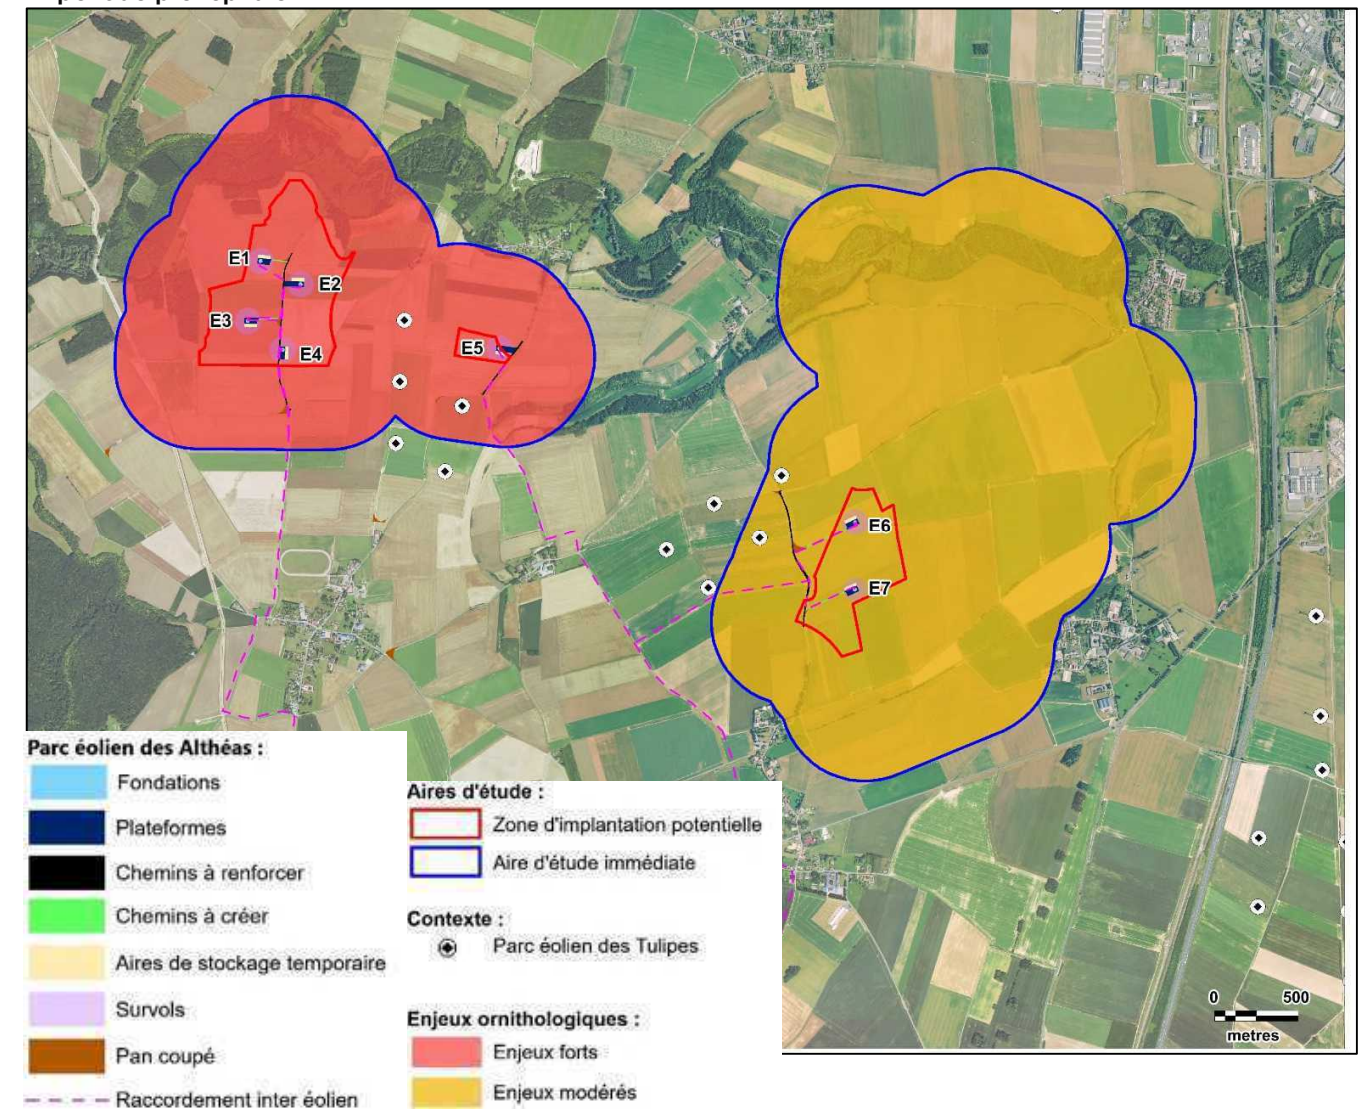 E1
E2
E3
E4
E5
E6
E7
0 500
metres
Parc éolien des Althéas :
Fondations
Plateformes
Chemins à renforcer
Chemins à créer
Aires de stockage temporaire
Survols
Pan coupé
Raccordement inter éolien
Aires d'étude :
Zone d'implantation potentielle
Aire d'étude immédiate
Contexte :
Parc éolien des Tulipes
Enjeux ornithologiques :
Enjeux forts
Enjeux modérés